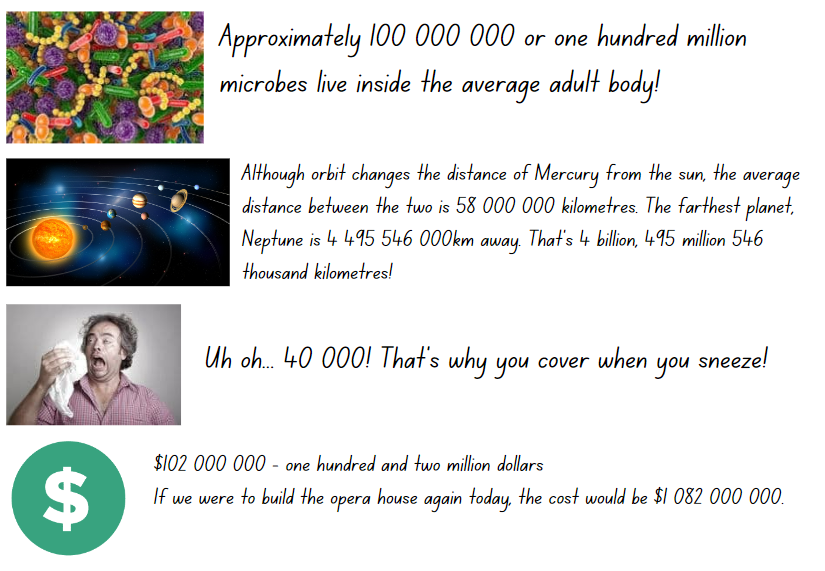 Approximately 100 000 000 or one hundred million
microbes live inside the average adult body!
Although orbit changes the distance of Mercury from the sun, the average
distance between the two is 58 000 000 kilometres. The farthest planet,
Neptune is 4 495 546 000km away. That's 4 billion, 495 million 546
thousand kilometres!
Uh oh... 40 000! That's why you cover when you sneeze!
$
$102 000 000 - one hundred and two million dollars
If we were to build the opera house again today, the cost would be $1 082 000 000.